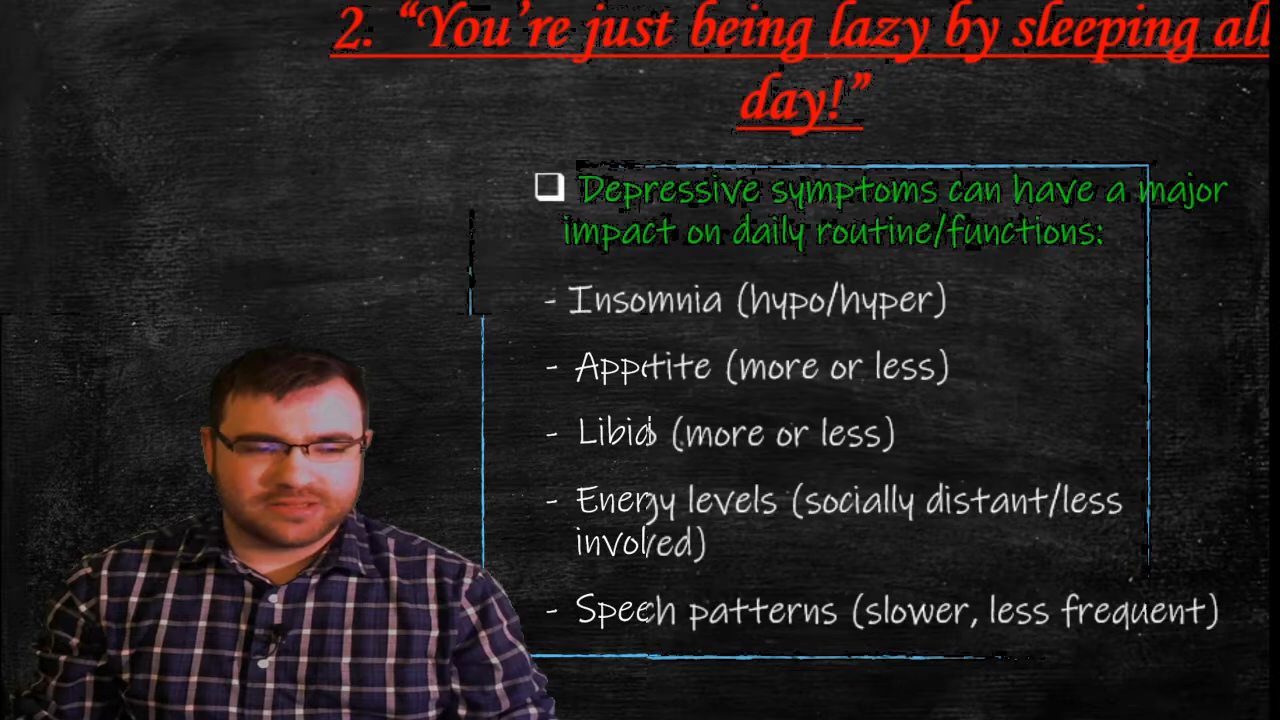 2. “You’re just being lazy by sleeping all
day!”
Depressive symptoms can have a major
impact on daily routine/functions:
- Insomnia (hypo/hyper)
- Appetite (more or less)
- Libido (more or less)
- Energy levels (socially distant/less
involved)
- Speech patterns (slower, less frequent)